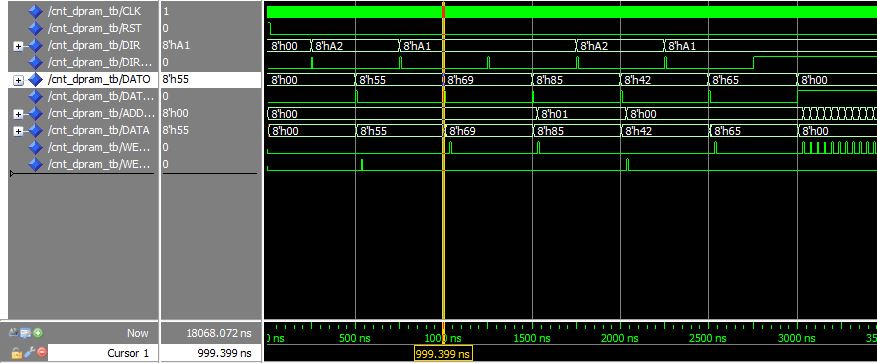 /cnt_dpram_tb/CLK 1
/cnt_dpram_tb/RST 0
/cnt_dpram_tb/DIR 8'hA1 8'h00 8'hA2 8'hA1 8'hA2 8'hA1
/cnt_dpram_tb/DIR... 0
/cnt_dpram_tb/DATO 8'h55 8'h00 8'h55 8'h69 8'h85 8'h42 8'h65 8'h00
/cnt_dpram_tb/DAT... 0
/cnt_dpram_tb/ADD... 8'h00 8'h00 8'h01 8'h00
/cnt_dpram_tb/DATA 8'h55 8'h00 8'h55 8'h69 8'h85 8'h42 8'h65 8'h00
/cnt_dpram_tb/WE... 0
/cnt_dpram_tb/WE... 0
Now 18068.072 ns 500 ns 1000 ns 1500 ns 2000 ns 2500 ns 3000 ns
Cursor 1 999.399 ns 999.399 ns